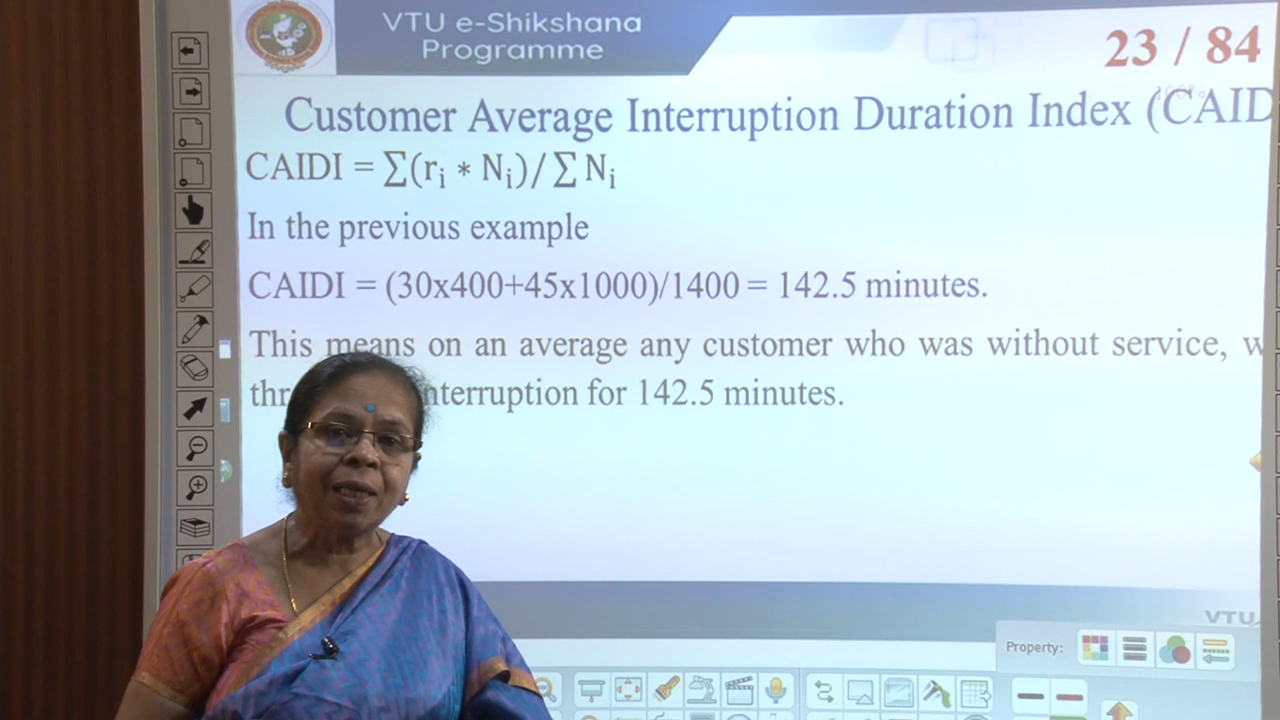 VTU e-Shikshana
Programme
23 / 84
Customer Average Interruption Duration Index (CAID
CAIDI = ∑(rᵢ * Nᵢ)/ ∑ Nᵢ
In the previous example
CAIDI = (30x400+45x1000)/1400 = 142.5 minutes.
This means on an average any customer who was without service, w
thr nterruption for 142.5 minutes.
VTU
Property: